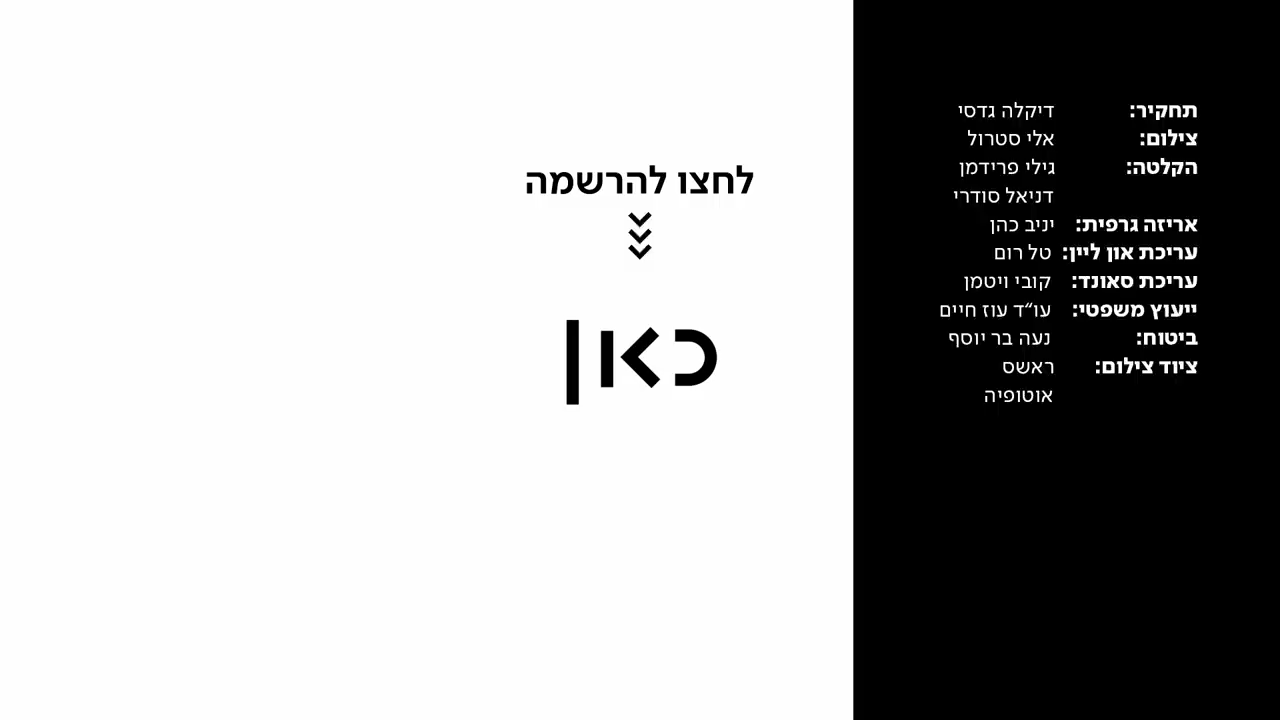 תחקיר: דיקלה גדסי
צילום: אלי סטרול
הקלטה: גילי פרידמן
דניאל סודרי
אריזה גרפית: יניב כהן
עריכת און ליין: טל רום
עריכת סאונד: קובי ויטמן
ייעוץ משפטי: עו״ד עוז חיים
ביטוח: נעה בר יוסף
ציוד צילום: ראשס
אוטופיה
לחצו להרשמה
כאן